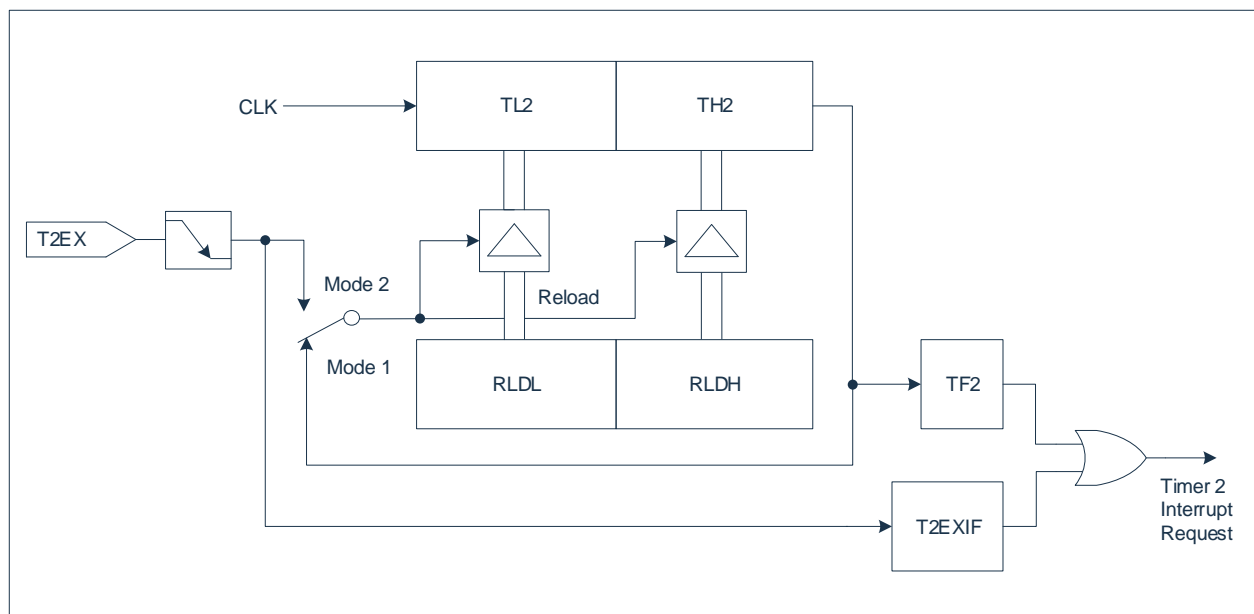 CLK
TL2
TH2
T2EX
Mode 2
Reload
Mode 1
RLDL
RLDH
TF2
T2EXIF
Timer 2
Interrupt
Request